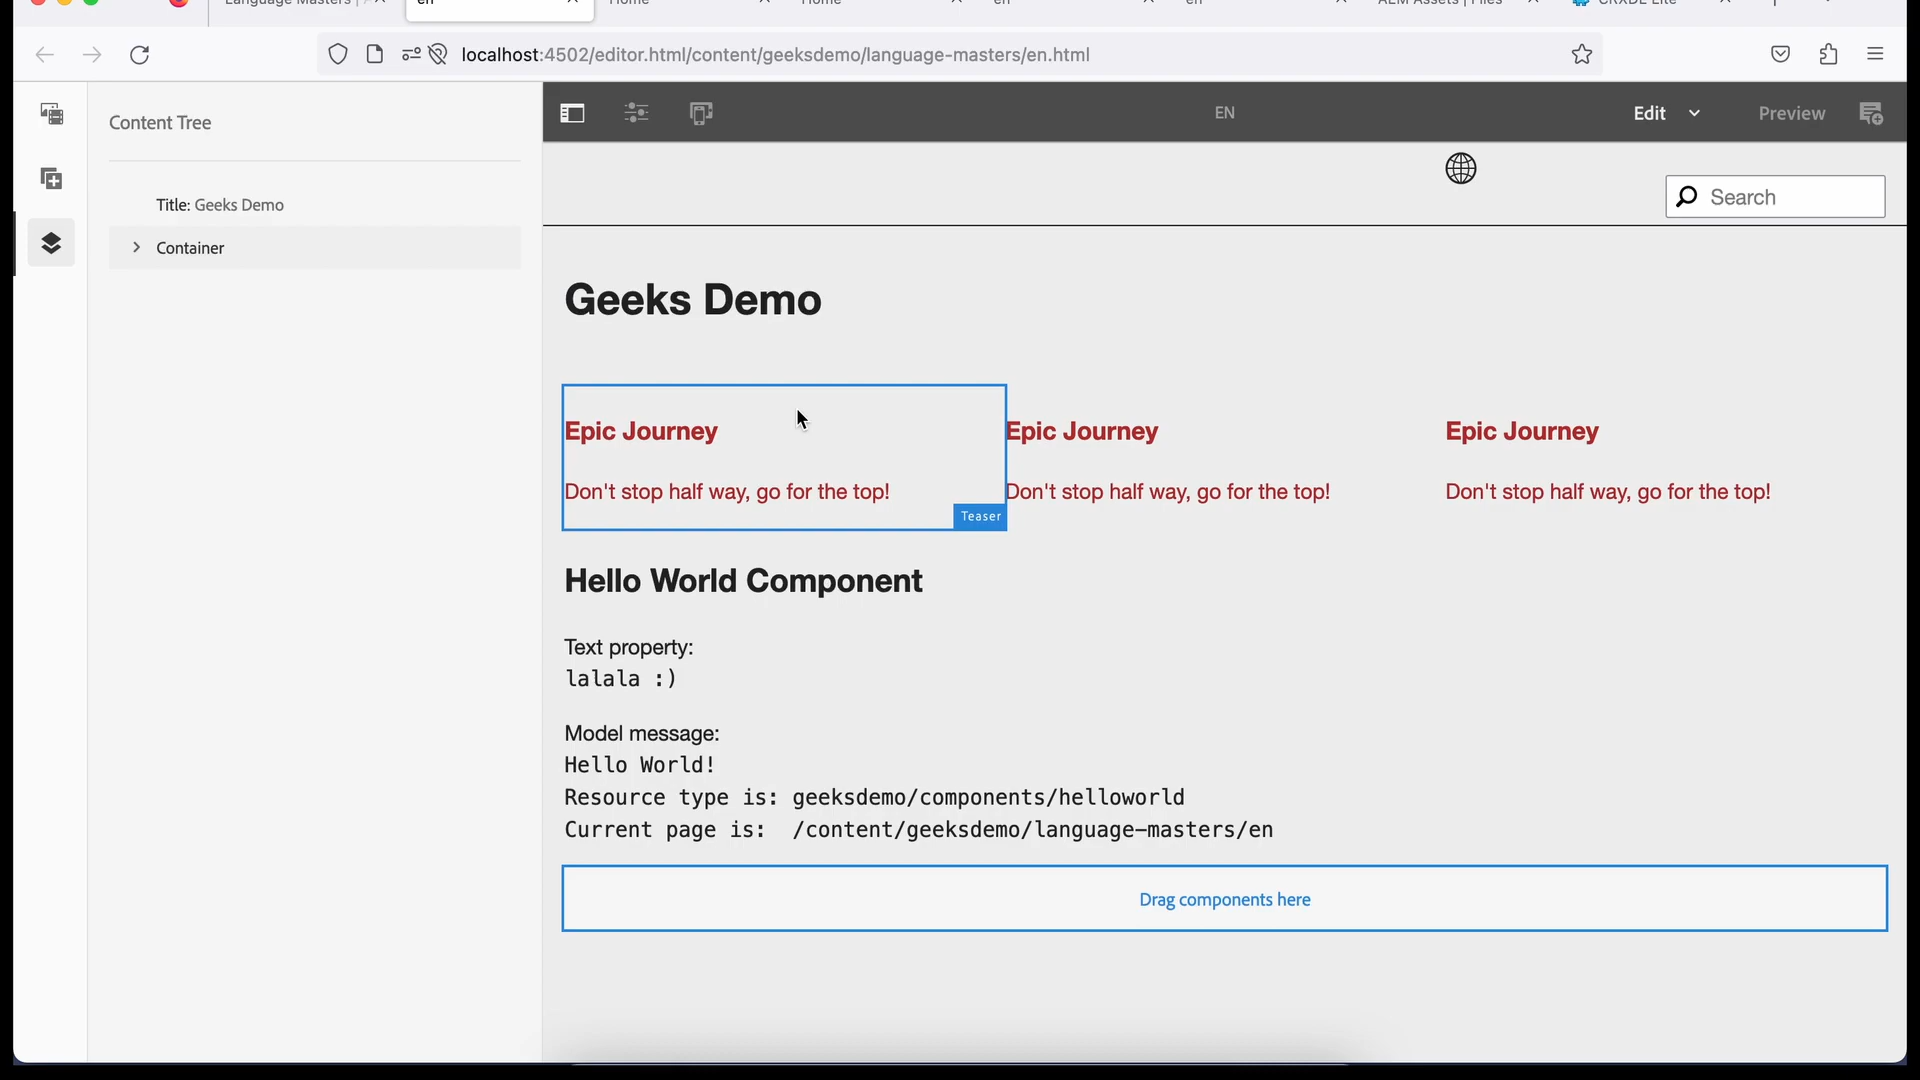 Language Masters | A
en
Home
Home
en
en
AEM Assets | Files
CRXDE Lite
localhost:4502/editor.html/content/geeksdemo/language-masters/en.html
Content Tree
EN
Edit
Preview
Title: Geeks Demo
Container
Search
Geeks Demo
Epic Journey
Don't stop half way, go for the top!
Teaser
Epic Journey
Don't stop half way, go for the top!
Epic Journey
Don't stop half way, go for the top!
Hello World Component
Text property:
lalala :)
Model message:
Hello World!
Resource type is: geeksdemo/components/helloworld
Current page is:  /content/geeksdemo/language-masters/en
Drag components here